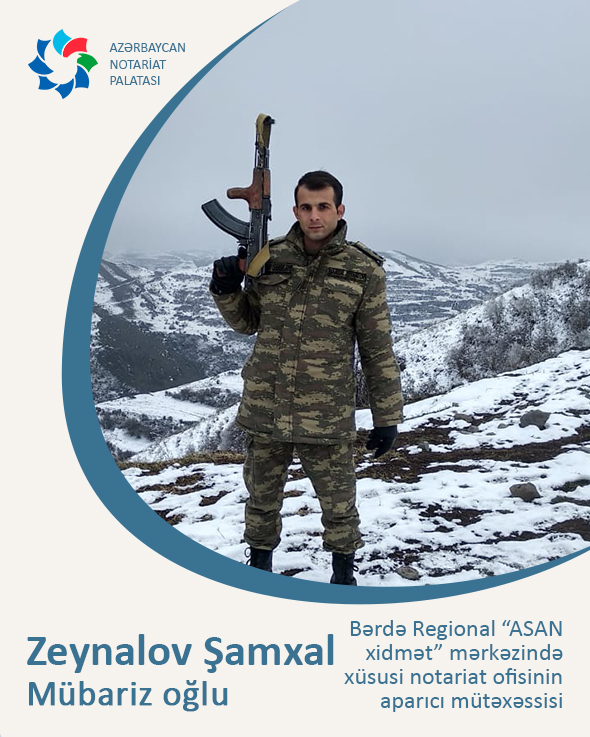 AZƏRBAYCAN
NOTARİAT
PALATASI
Zeynalov Şamxal
Mübariz oğlu
Bərdə Regional “ASAN
xidmət” mərkəzində
xüsusi notariat ofisinin
aparıcı mütəxəssisi